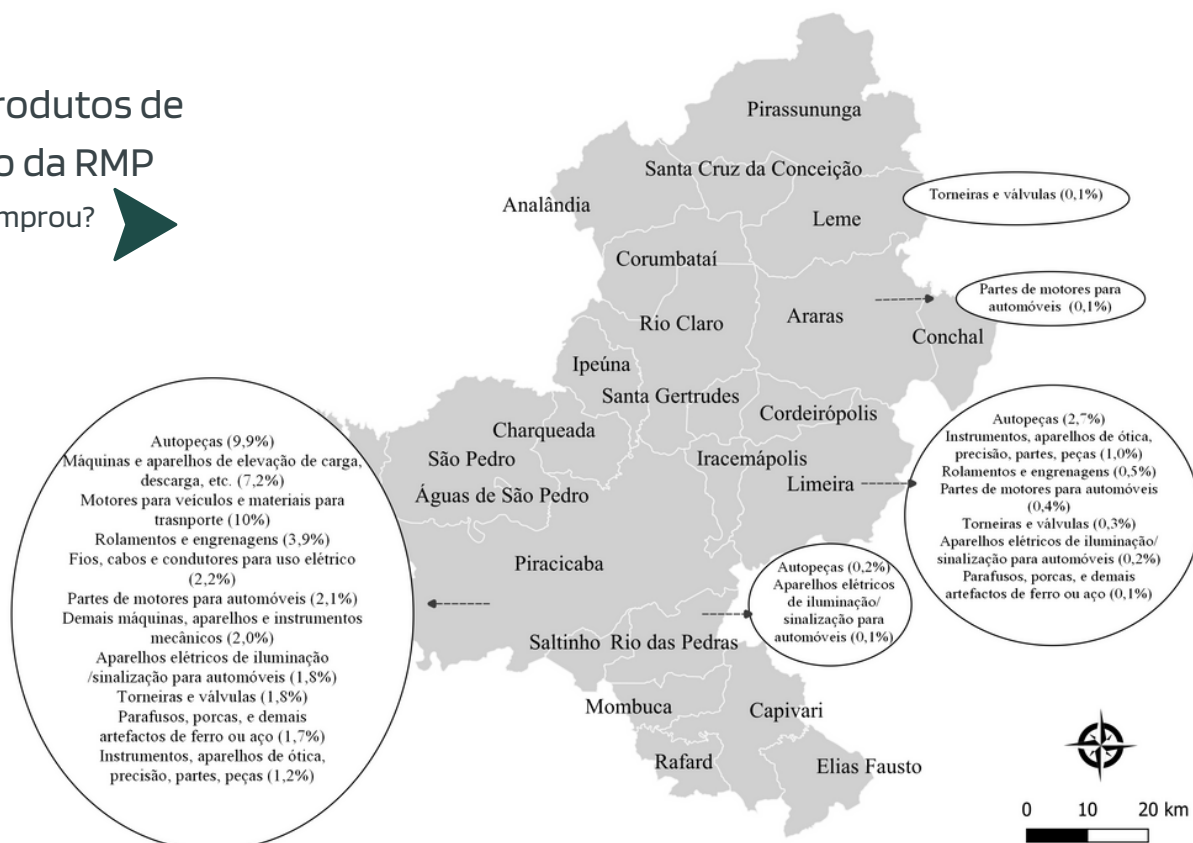 rodutos de
o da RMP
mprou?
Pirassununga
Santa Cruz da Conceição
Analândia
Leme
Torneiras e válvulas (0,1%)
Corumbataí
Partes de motores para
automóveis (0,1%)
Araras
Rio Claro
Conchal
Ipeúna
Santa Gertrudes
Cordeirópolis
Charqueada
São Pedro
Iracemápolis
Limeira
Águas de São Pedro
Piracicaba
Autopeças (9,9%)
Máquinas e aparelhos de elevação de carga,
descarga, etc. (7,2%)
Motores para veículos e materiais para
trasnporte (10%)
Rolamentos e engrenagens (3,9%)
Fios, cabos e condutores para uso elétrico
(2,2%)
Partes de motores para automóveis (2,1%)
Demais máquinas, aparelhos e instrumentos
mecânicos (2,0%)
Aparelhos elétricos de iluminação
/sinalização para automóveis (1,8%)
Torneiras e válvulas (1,8%)
Parafusos, porcas, e demais
artefactos de ferro ou aço (1,7%)
Instrumentos, aparelhos de ótica,
precisão, partes, peças (1,2%)
Autopeças (2,7%)
Instrumentos, aparelhos de ótica,
precisão, partes, peças (1,0%)
Rolamentos e engrenagens (0,5%)
Partes de motores para automóveis
(0,4%)
Torneiras e válvulas (0,3%)
Aparelhos elétricos de iluminação/
sinalização para automóveis (0,2%)
Parafusos, porcas, e demais
artefactos de ferro ou aço (0,1%)
Autopeças (0,2%)
Aparelhos elétricos
de iluminação/
sinalização para
automóveis (0,1%)
Saltinho
Rio das Pedras
Mombuca
Capivari
Rafard
Elias Fausto
0 10 20 km